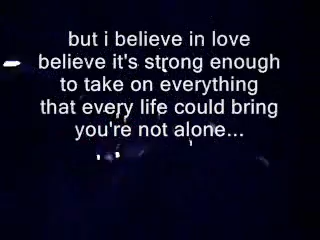 but i believe in love
believe it's strong enough
to take on everything
that every life could bring
you're not alone...